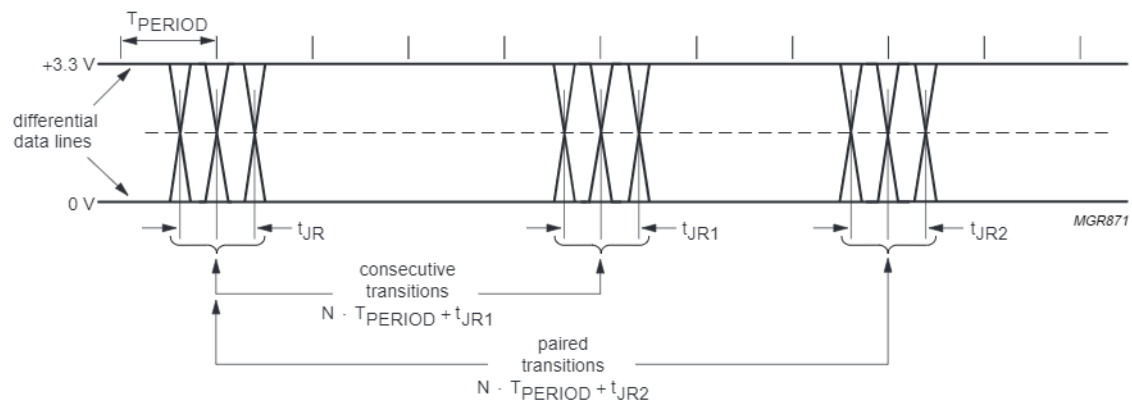 TPERIOD
+3.3 V
differential
data lines
0 V
tJR
tJR1
tJR2
MGR871
consecutive
transitions
N · TPERIOD + tJR1
paired
transitions
N · TPERIOD + tJR2